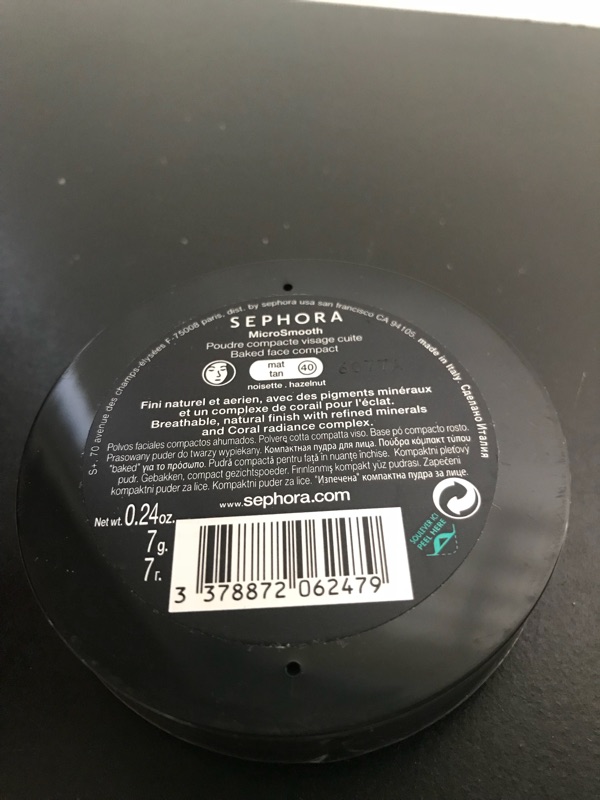 S+, 70 avenue des champs-élysées F-75008 paris, dist. by sephora usa san francisco CA 94105. made in Italy. Сделано Италия
SEPHORA
MicroSmooth
Poudre compacte visage cuite
Baked face compact
mat
tan
40
noisette . hazelnut
Fini naturel et aerien, avec des pigments minéraux
et un complexe de corail pour l'éclat.
Breathable, natural finish with refined minerals
and Coral radiance complex.
Polvos faciales compactos ahumados. Polvere cotta compatta viso. Base pó compacto rosto.
Prasowany puder do twarzy wypiekany. Компактная пудра для лица. Πούδρα κόμπακτ τύπου
"baked" για το πρόσωπο. Pudră compactă pentru față în nuanțe închise. Kompaktní pleťový
pudr. Gebakken, compact gezichtspoeder. Fırınlanmış kompakt yüz pudrası. Zapečeni
kompaktni puder za lice. Kompaktni puder za lice. "Изпечена" компактна пудра за лице.
www.sephora.com
Net wt. 0.24oz.
7g.
7г.
SOULEVER ICI
PEEL HERE
3 378872 062479